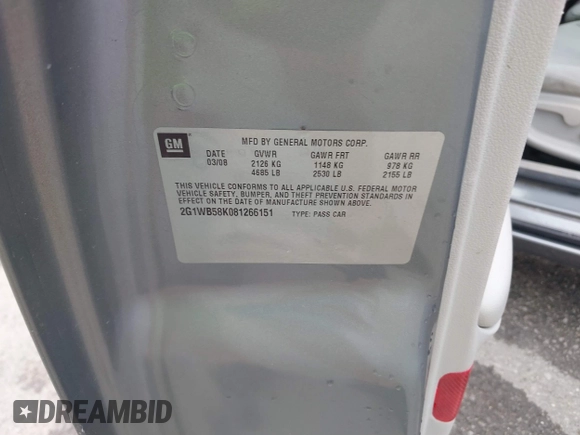 GM
MFD BY GENERAL MOTORS CORP.
DATE GVWR GAWR FRT GAWR RR
03/08 2126 KG 1148 KG 978 KG
4685 LB 2530 LB 2155 LB
THIS VEHICLE CONFORMS TO ALL APPLICABLE U.S. FEDERAL MOTOR
VEHICLE SAFETY, BUMPER, AND THEFT PREVENTION STANDARDS IN
EFFECT ON THE DATE OF MANUFACTURE SHOWN ABOVE.
2G1WB58K081266151 TYPE: PASS CAR
DREAMBID